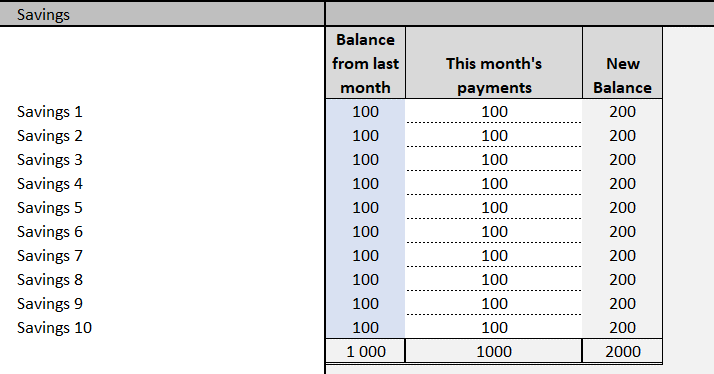 Savings
Balance
from last
month
This month's
payments
New
Balance
Savings 1 100 100 200
Savings 2 100 100 200
Savings 3 100 100 200
Savings 4 100 100 200
Savings 5 100 100 200
Savings 6 100 100 200
Savings 7 100 100 200
Savings 8 100 100 200
Savings 9 100 100 200
Savings 10 100 100 200
1 000 1000 2000